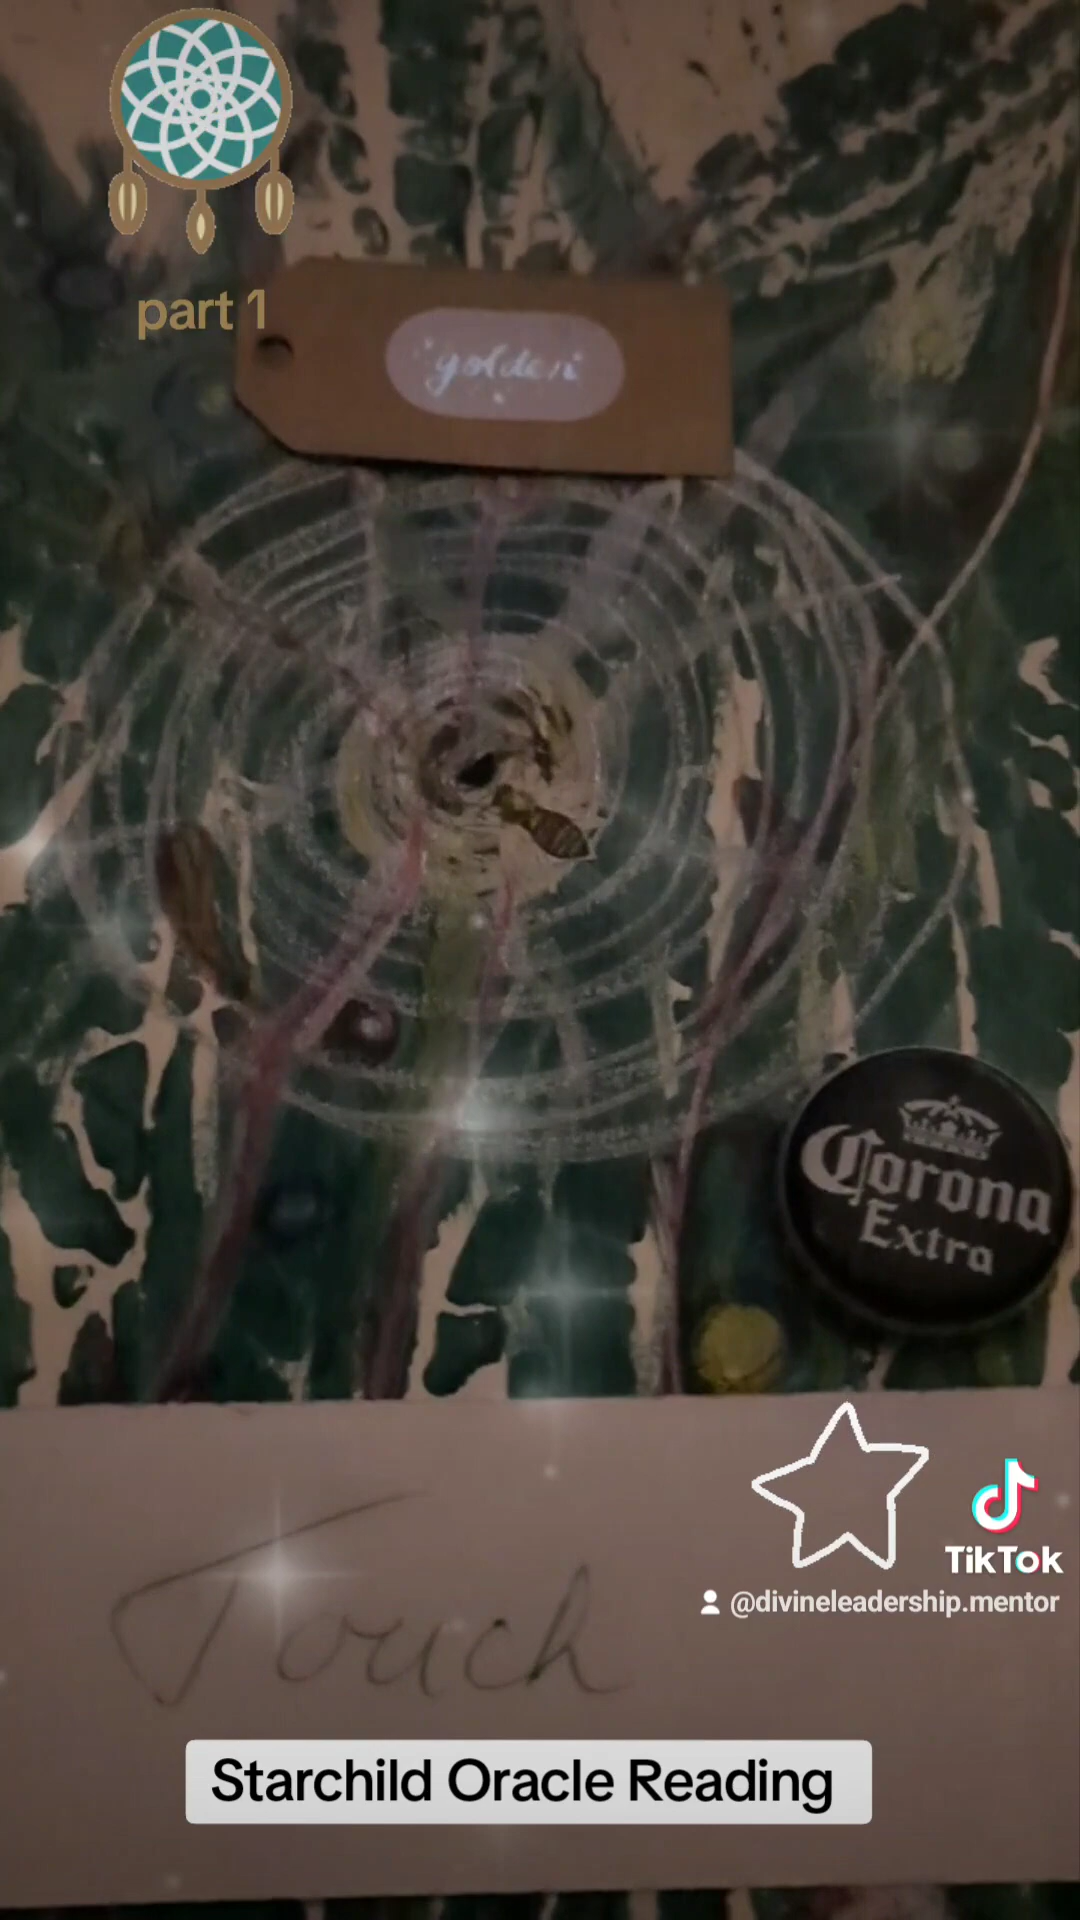 part 1
golden
Corona
Extra
Touch
TikTok
@divineleadership.mentor
Starchild Oracle Reading